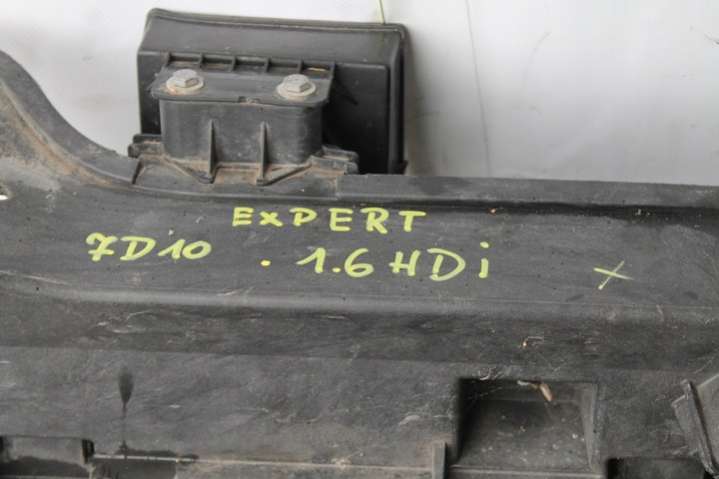 EXPERT
7D10 . 1.6 HDi x